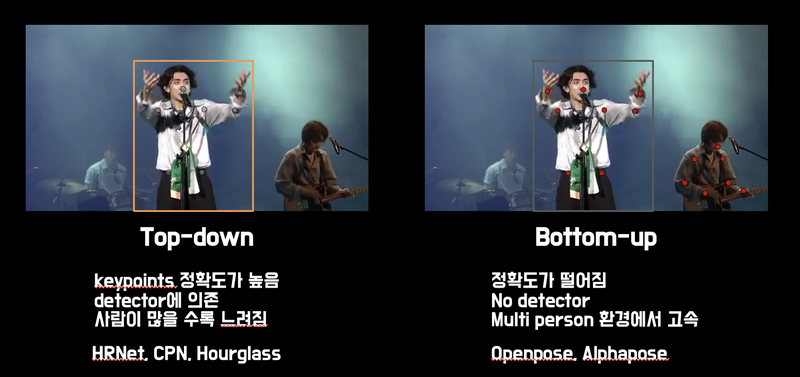 Top-down
keypoints 정확도가 높음
detector에 의존
사람이 많을 수록 느려짐
HRNet, CPN, Hourglass
Bottom-up
정확도가 떨어짐
No detector
Multi person 환경에서 고속
Openpose, Alphapose